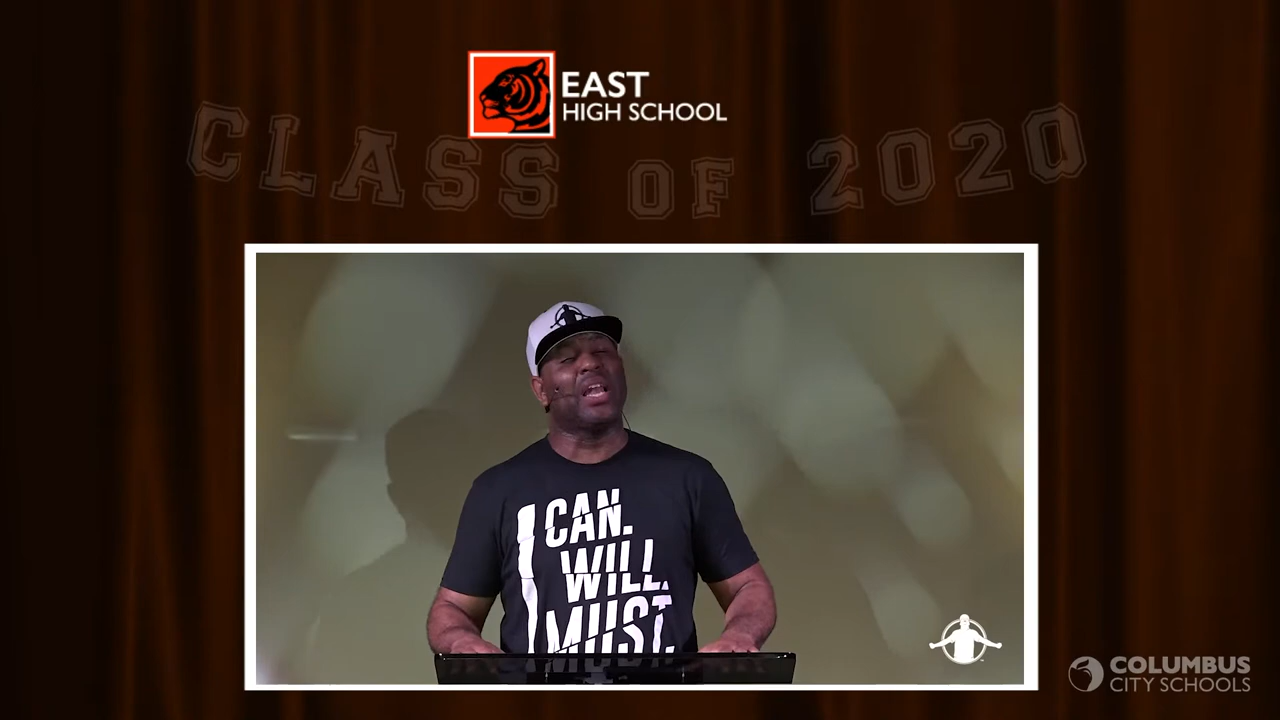 EAST
HIGH SCHOOL
CLASS OF 2020
I CAN.
WILL.
MUST.
COLUMBUS
CITY SCHOOLS